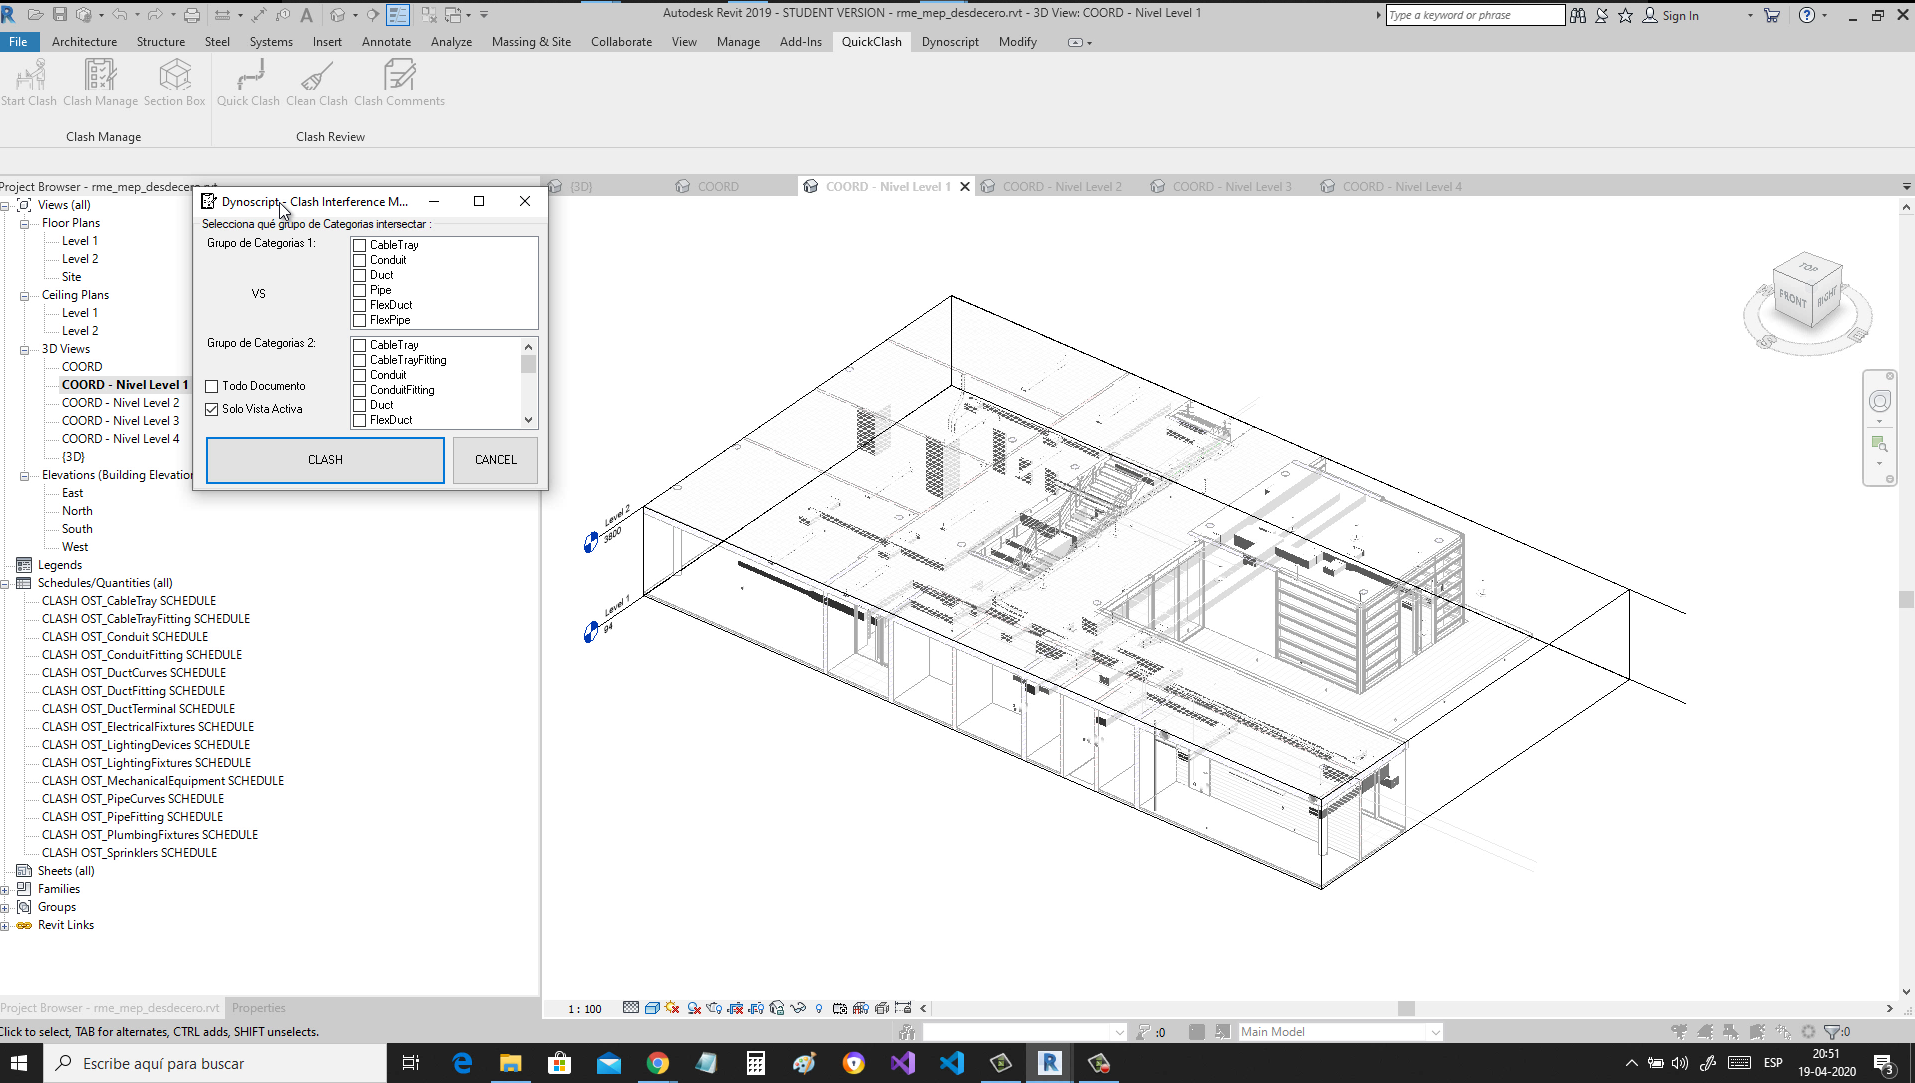 Autodesk Revit 2019 - STUDENT VERSION - rme_mep_desdecero.rvt - 3D View: COORD - Nivel Level 1
Type a keyword or phrase
Sign In
File
Architecture
Structure
Steel
Systems
Insert
Annotate
Analyze
Massing & Site
Collaborate
View
Manage
Add-Ins
QuickClash
Dynoscript
Modify
Start Clash
Clash Manage
Section Box
Quick Clash
Clean Clash
Clash Comments
Clash Manage
Clash Review
Project Browser - rme_mep_desdecero.rvt
{3D}
COORD
COORD - Nivel Level 1
COORD - Nivel Level 2
COORD - Nivel Level 3
COORD - Nivel Level 4
Views (all)
Floor Plans
Level 1
Level 2
Site
Ceiling Plans
Level 1
Level 2
3D Views
COORD
COORD - Nivel Level 1
COORD - Nivel Level 2
COORD - Nivel Level 3
COORD - Nivel Level 4
{3D}
Elevations (Building Elevation
East
North
South
West
Legends
Schedules/Quantities (all)
CLASH OST_CableTray SCHEDULE
CLASH OST_CableTrayFitting SCHEDULE
CLASH OST_Conduit SCHEDULE
CLASH OST_ConduitFitting SCHEDULE
CLASH OST_DuctCurves SCHEDULE
CLASH OST_DuctFitting SCHEDULE
CLASH OST_DuctTerminal SCHEDULE
CLASH OST_ElectricalFixtures SCHEDULE
CLASH OST_LightingDevices SCHEDULE
CLASH OST_LightingFixtures SCHEDULE
CLASH OST_MechanicalEquipment SCHEDULE
CLASH OST_PipeCurves SCHEDULE
CLASH OST_PipeFitting SCHEDULE
CLASH OST_PlumbingFixtures SCHEDULE
CLASH OST_Sprinklers SCHEDULE
Sheets (all)
Families
Groups
Revit Links
Dynoscript - Clash Interference M...
Selecciona qué grupo de Categorias intersectar :
Grupo de Categorias 1:
CableTray
Conduit
Duct
Pipe
FlexDuct
FlexPipe
VS
Grupo de Categorias 2:
CableTray
CableTrayFitting
Conduit
ConduitFitting
Duct
FlexDuct
Todo Documento
Solo Vista Activa
CLASH
CANCEL
Level 2
3800
Level 1
94
TOP
FRONT
RIGHT
S
E
Project Browser - rme_mep_desdecero.rvt
Properties
1 : 100
Click to select, TAB for alternates, CTRL adds, SHIFT unselects.
:0
Main Model
:0
Escribe aquí para buscar
ESP
20:51
19-04-2020
3